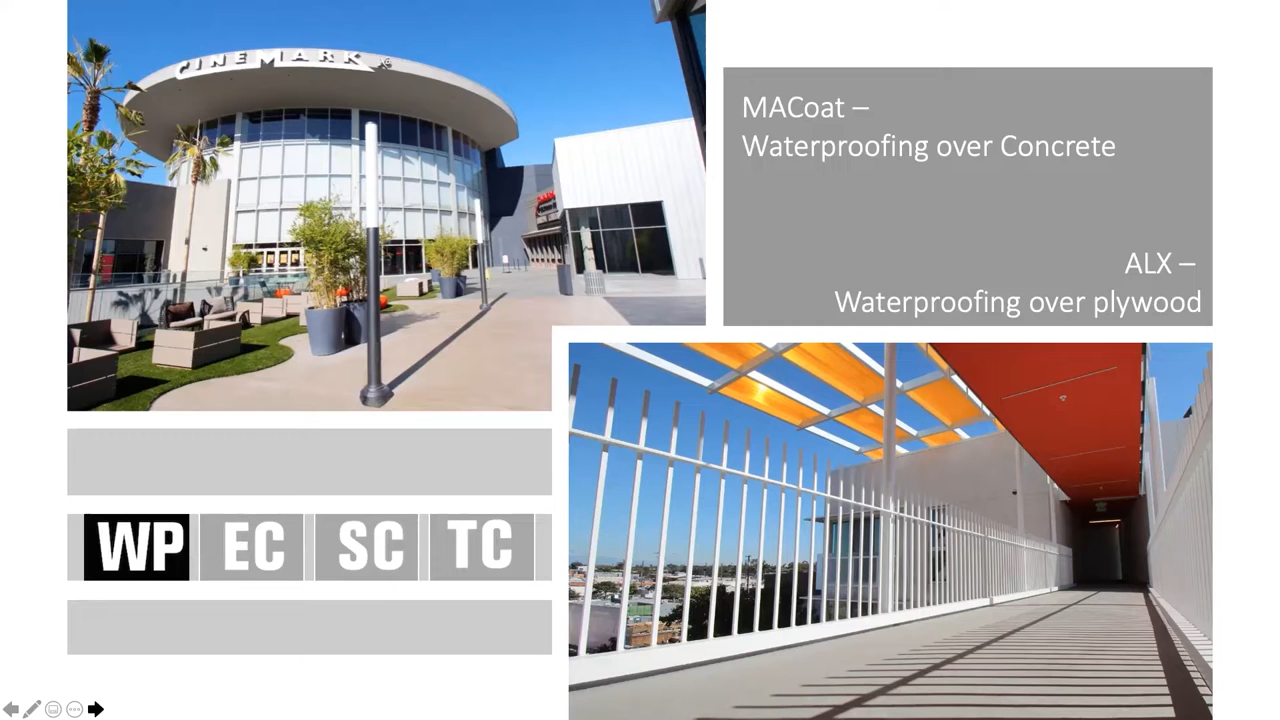 CINEMARK
MACoat –
Waterproofing over Concrete
ALX –
Waterproofing over plywood
WP EC SC TC